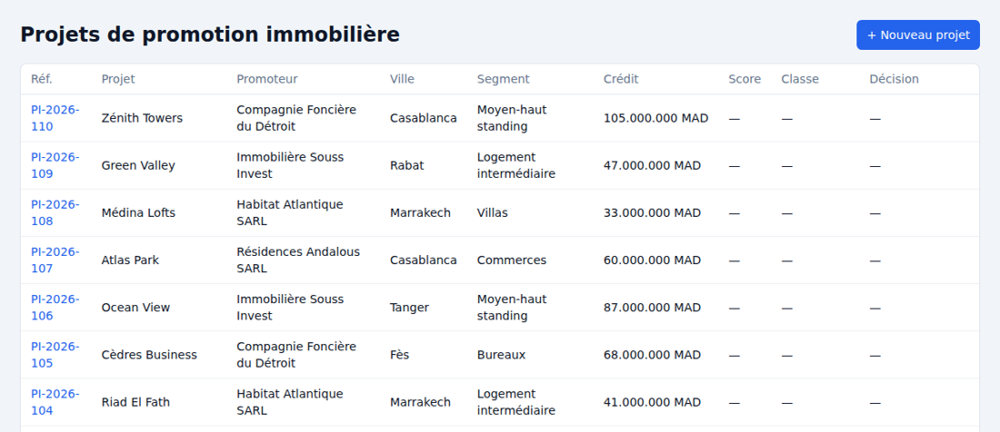 Projets de promotion immobilière
+ Nouveau projet
Réf. Projet Promoteur Ville Segment Crédit Score Classe Décision
PI-2026-110 Zénith Towers Compagnie Foncière du Détroit Casablanca Moyen-haut standing 105.000.000 MAD — — —
PI-2026-109 Green Valley Immobilière Souss Invest Rabat Logement intermédiaire 47.000.000 MAD — — —
PI-2026-108 Médina Lofts Habitat Atlantique SARL Marrakech Villas 33.000.000 MAD — — —
PI-2026-107 Atlas Park Résidences Andalous SARL Casablanca Commerces 60.000.000 MAD — — —
PI-2026-106 Ocean View Immobilière Souss Invest Tanger Moyen-haut standing 87.000.000 MAD — — —
PI-2026-105 Cèdres Business Compagnie Foncière du Détroit Fès Bureaux 68.000.000 MAD — — —
PI-2026-104 Riad El Fath Habitat Atlantique SARL Marrakech Logement intermédiaire 41.000.000 MAD — — —